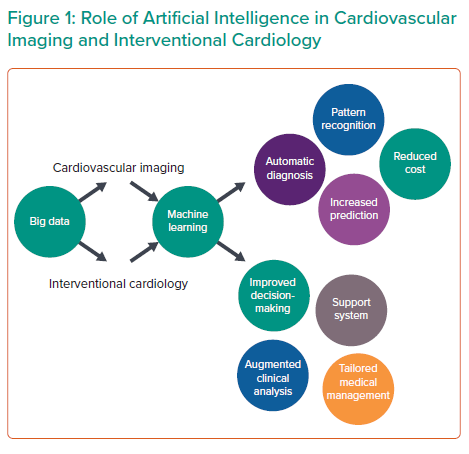 Figure 1: Role of Artificial Intelligence in Cardiovascular
Imaging and Interventional Cardiology
Cardiovascular imaging
Big data
Machine
learning
Interventional cardiology
Pattern
recognition
Automatic
diagnosis
Reduced
cost
Increased
prediction
Improved
decision-
making
Support
system
Augmented
clinical
analysis
Tailored
medical
management